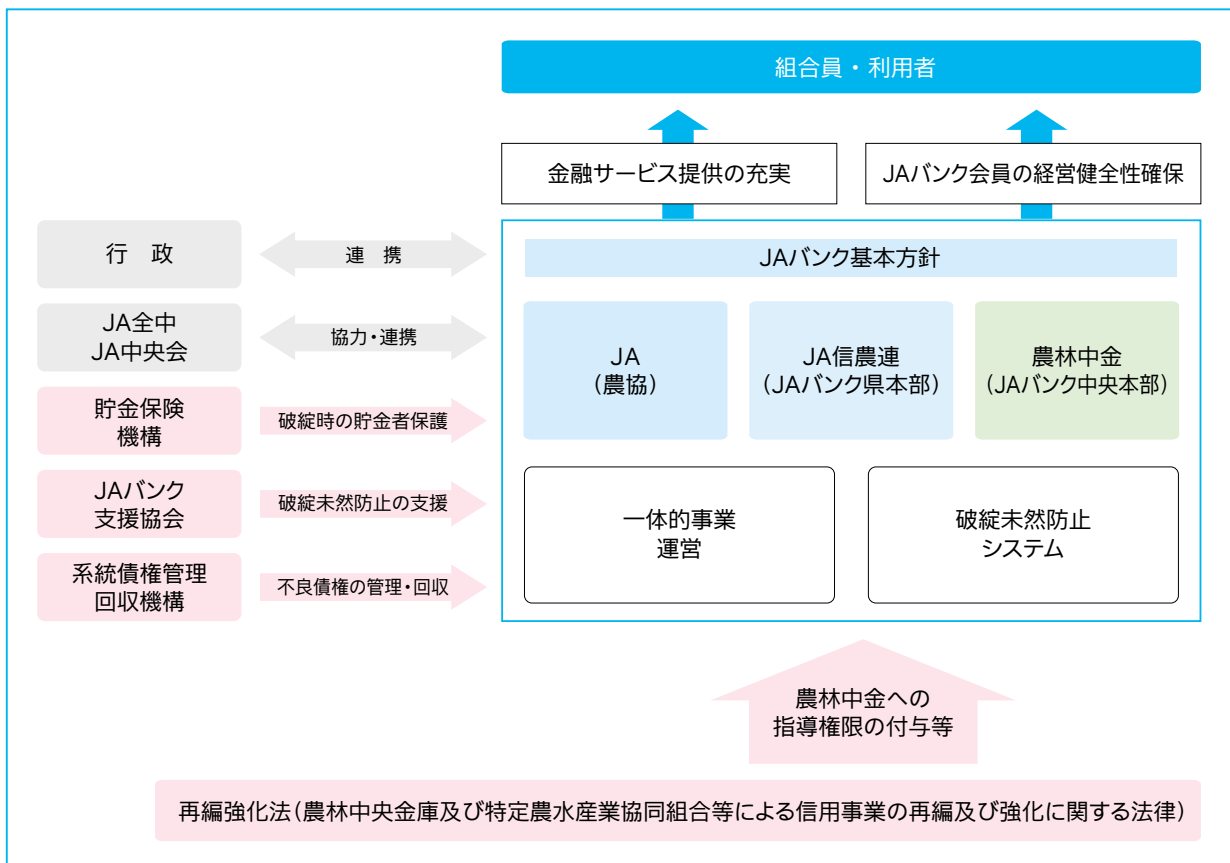 組合員・利用者
金融サービス提供の充実
JAバンク会員の経営健全性確保
行　政
連　携
JAバンク基本方針
JA全中
JA中央会
協力・連携
JA
（農協）
JA信農連
（JAバンク県本部）
農林中金
（JAバンク中央本部）
貯金保険
機構
破綻時の貯金者保護
JAバンク
支援協会
破綻未然防止の支援
一体的事業
運営
破綻未然防止
システム
系統債権管理
回収機構
不良債権の管理・回収
農林中金への
指導権限の付与等
再編強化法（農林中央金庫及び特定農水産業協同組合等による信用事業の再編及び強化に関する法律）